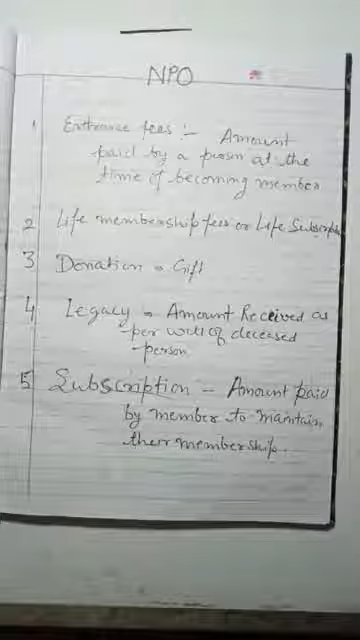 NPO
1 Entrance fees :- Amount
paid by a person at the
time of becoming member
2 Life membership fees or Life Subscrip
3 Donation = Gift
4 Legacy = Amount Received as
per will of deceased
person
5 Subscription - Amount paid
by member to maintain
their membership.